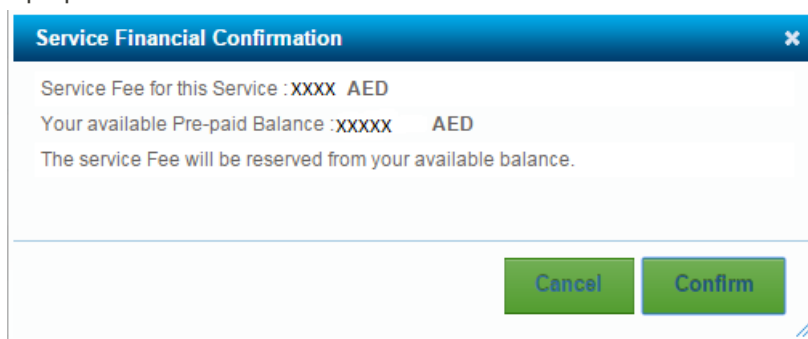 Service Financial Confirmation
Service Fee for this Service : XXXX AED
Your available Pre-paid Balance : XXXXX AED
The service Fee will be reserved from your available balance.
Cancel Confirm